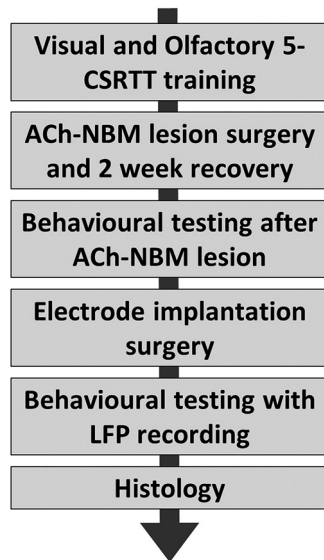 Visual and Olfactory 5-
CSRTT training
ACh-NBM lesion surgery
and 2 week recovery
Behavioural testing after
ACh-NBM lesion
Electrode implantation
surgery
Behavioural testing with
LFP recording
Histology